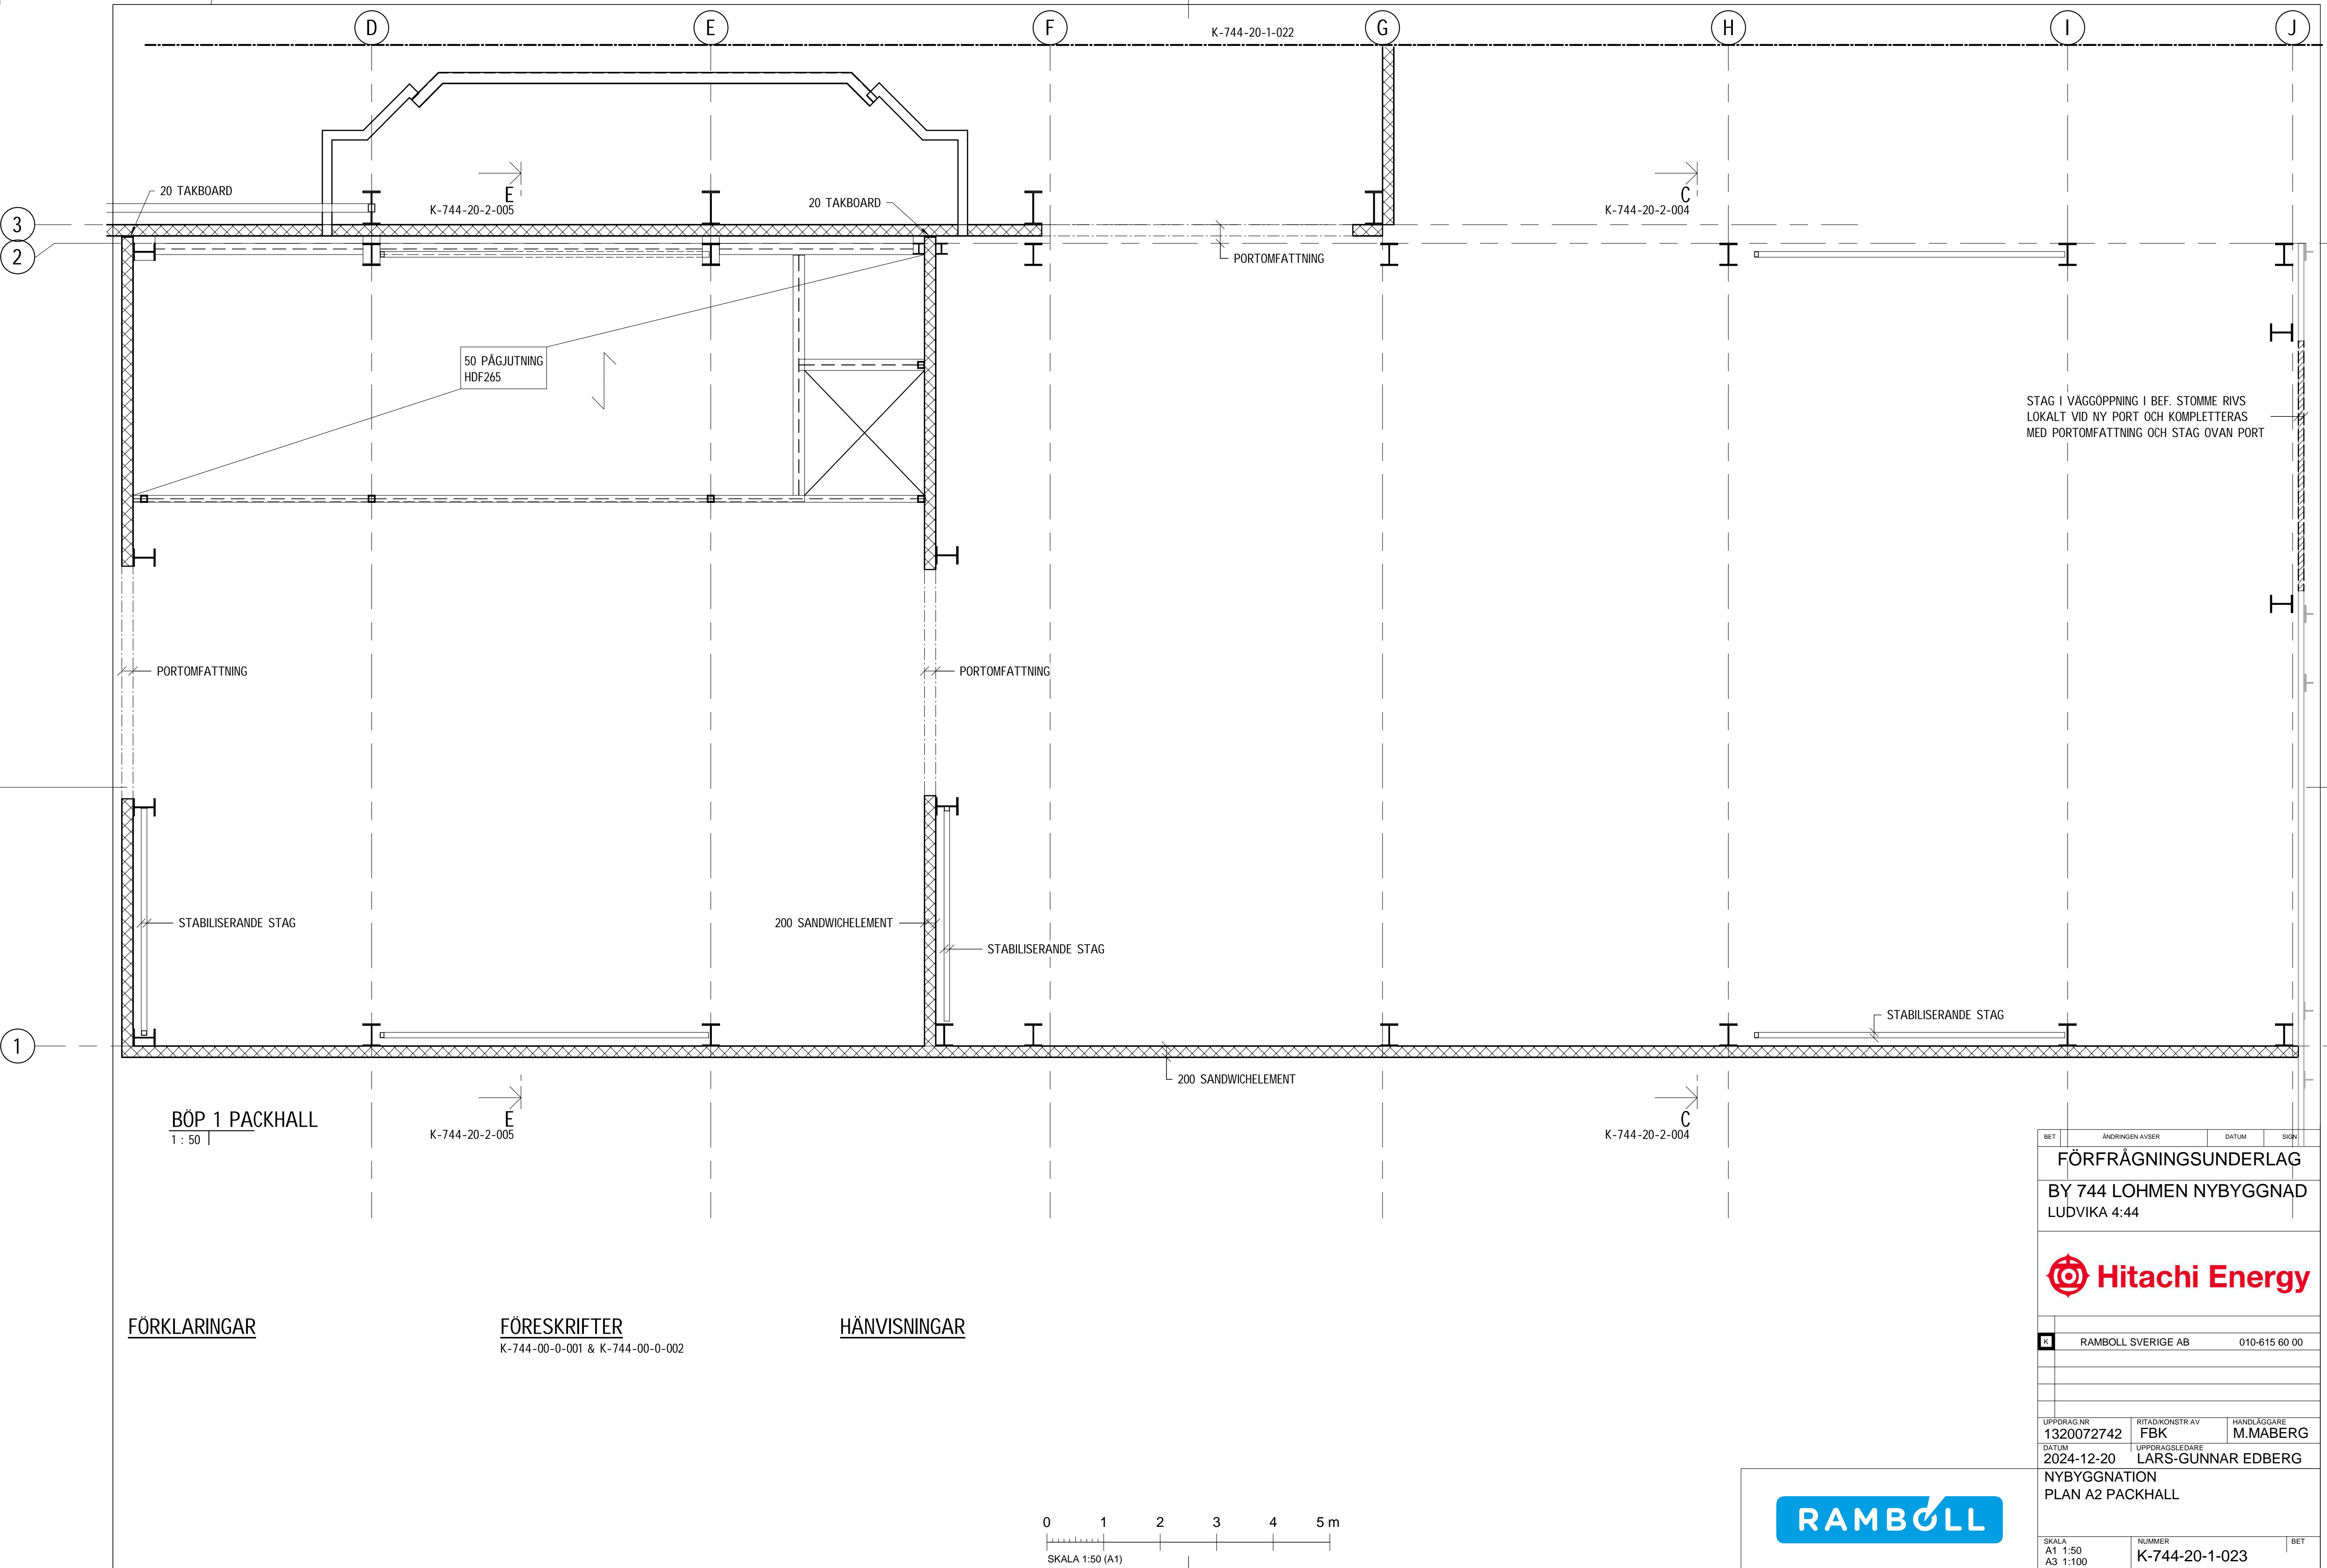 D
E
F
G
H
I
J
K-744-20-1-022
20 TAKBOARD
E
K-744-20-2-005
20 TAKBOARD
C
K-744-20-2-004
3
2
PORTOMFATTNING
50 PÅGJUTNING
HDF265
STAG I VÄGGÖPPNING I BEF. STOMME RIVS
LOKALT VID NY PORT OCH KOMPLETTERAS
MED PORTOMFATTNING OCH STAG OVAN PORT
PORTOMFATTNING
PORTOMFATTNING
STABILISERANDE STAG
200 SANDWICHELEMENT
STABILISERANDE STAG
STABILISERANDE STAG
1
200 SANDWICHELEMENT
BÖP 1 PACKHALL
1 : 50
E
K-744-20-2-005
C
K-744-20-2-004
FÖRKLARINGAR
FÖRESKRIFTER
K-744-00-0-001 & K-744-00-0-002
HÄNVISNINGAR
0 1 2 3 4 5 m
SKALA 1:50 (A1)
BET ÄNDRINGEN AVSER DATUM SIGN
FÖRFRÅGNINGSUNDERLAG
BY 744 LOHMEN NYBYGGNAD
LUDVIKA 4:44
Hitachi Energy
K RAMBOLL SVERIGE AB 010-615 60 00
UPPDRAG.NR RITAD/KONSTR AV HANDLÄGGARE
1320072742 FBK M.MABERG
DATUM UPPDRAGSLEDARE
2024-12-20 LARS-GUNNAR EDBERG
NYBYGGNATION
PLAN A2 PACKHALL
RAMBOLL
SKALA NUMMER BET
A1 1:50
A3 1:100
K-744-20-1-023